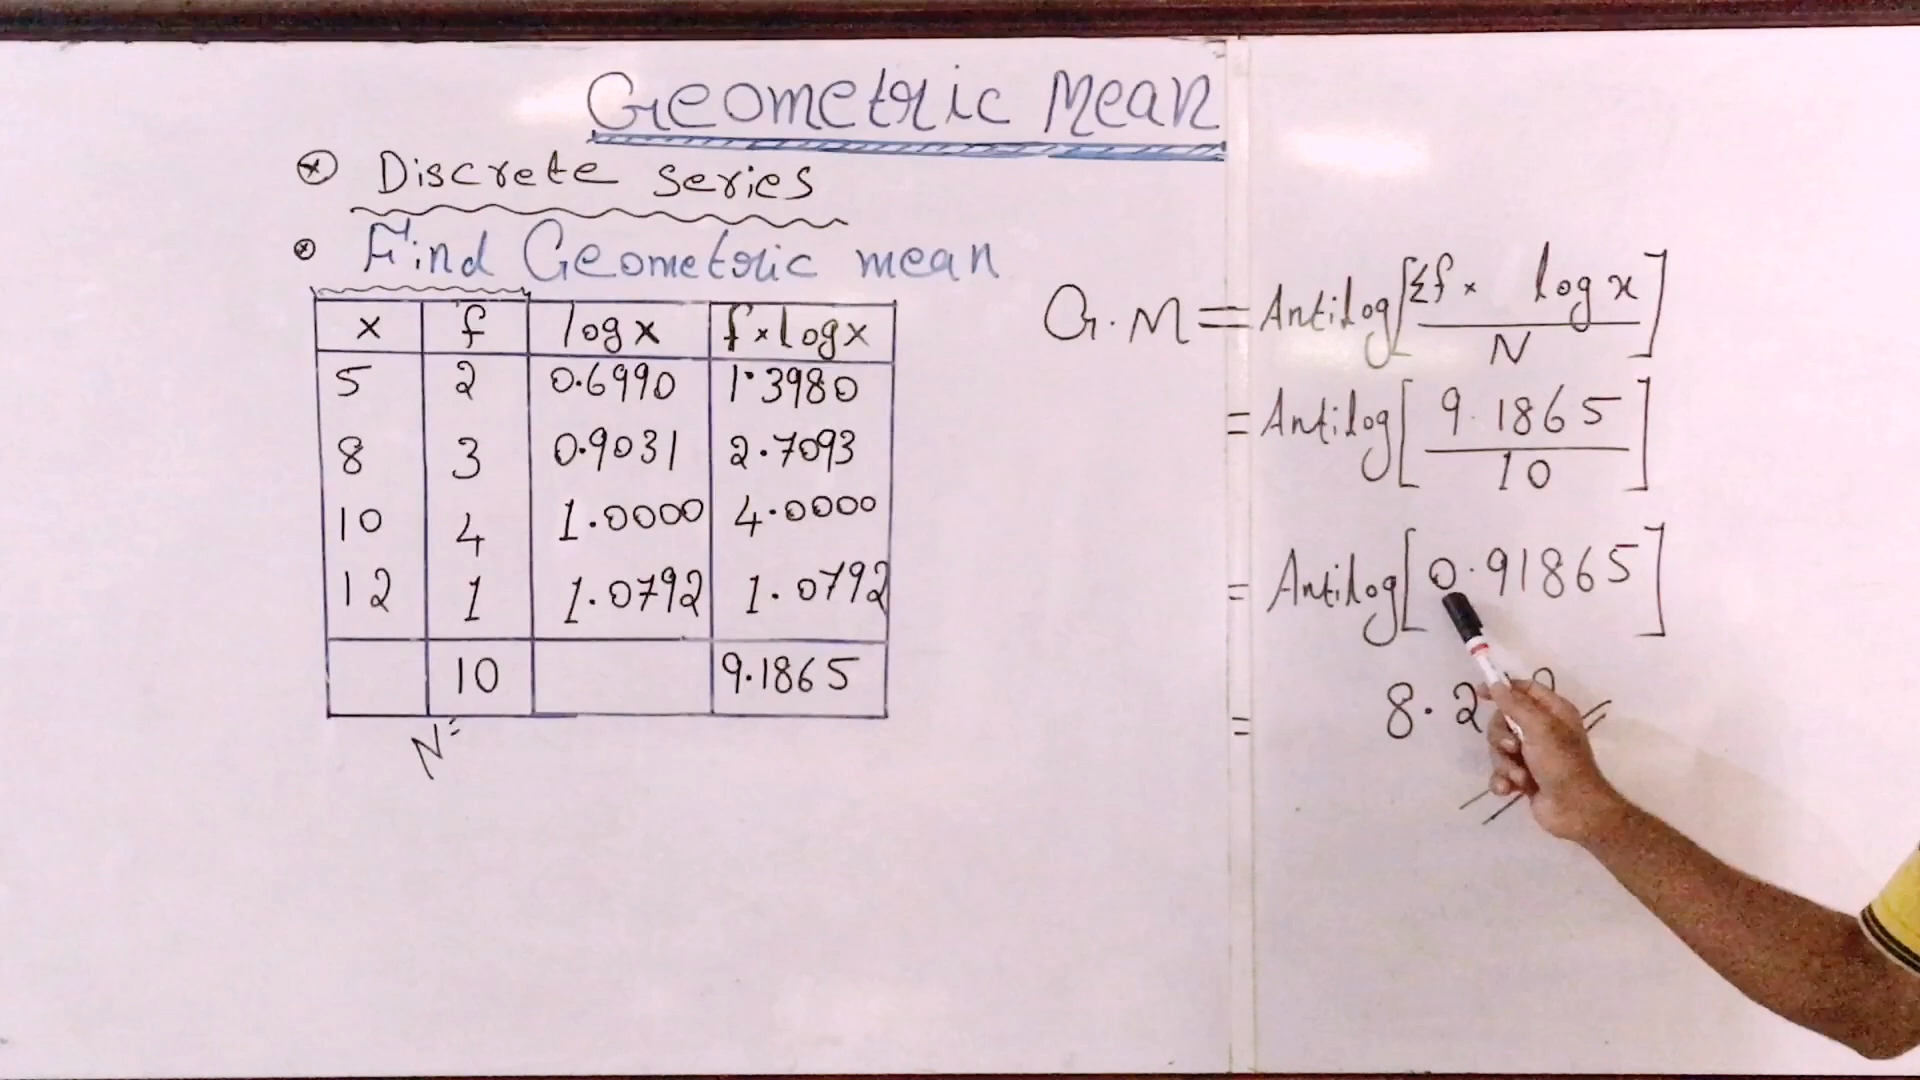 Geometric Mean
Discrete series
Find Geometric mean
x f log x f×log x
5 2 0.6990 1.3980
8 3 0.9031 2.7093
10 4 1.0000 4.0000
12 1 1.0792 1.0792
10 9.1865
N=
G.M = Antilog[Σf× log x / N]
= Antilog[9.1865 / 10]
= Antilog[0.91865]
= 8.2